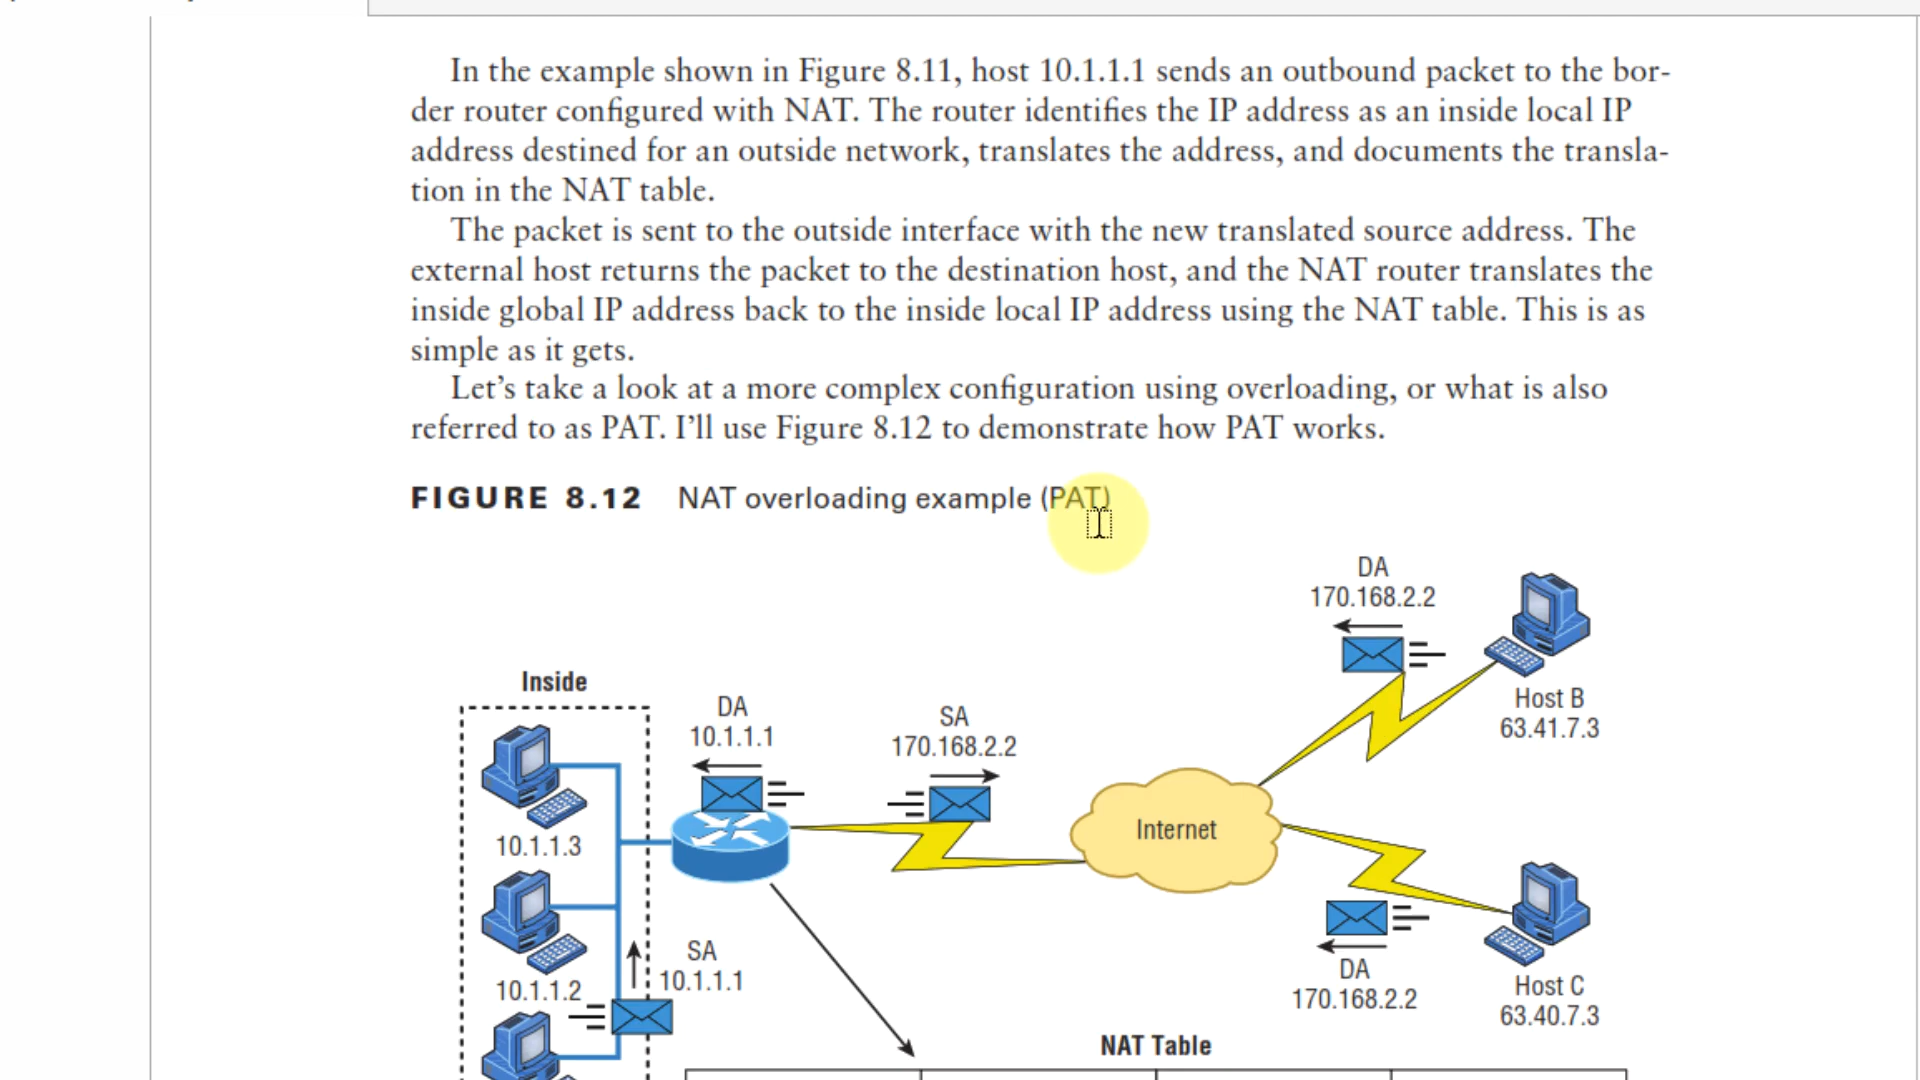 In the example shown in Figure 8.11, host 10.1.1.1 sends an outbound packet to the bor-
der router configured with NAT. The router identifies the IP address as an inside local IP
address destined for an outside network, translates the address, and documents the transla-
tion in the NAT table.
The packet is sent to the outside interface with the new translated source address. The
external host returns the packet to the destination host, and the NAT router translates the
inside global IP address back to the inside local IP address using the NAT table. This is as
simple as it gets.
Let’s take a look at a more complex configuration using overloading, or what is also
referred to as PAT. I’ll use Figure 8.12 to demonstrate how PAT works.
FIGURE 8.12 NAT overloading example (PAT)
DA
170.168.2.2
Host B
63.41.7.3
Inside
DA
10.1.1.1
SA
170.168.2.2
10.1.1.3
Internet
SA
10.1.1.1
10.1.1.2
DA
170.168.2.2
Host C
63.40.7.3
NAT Table